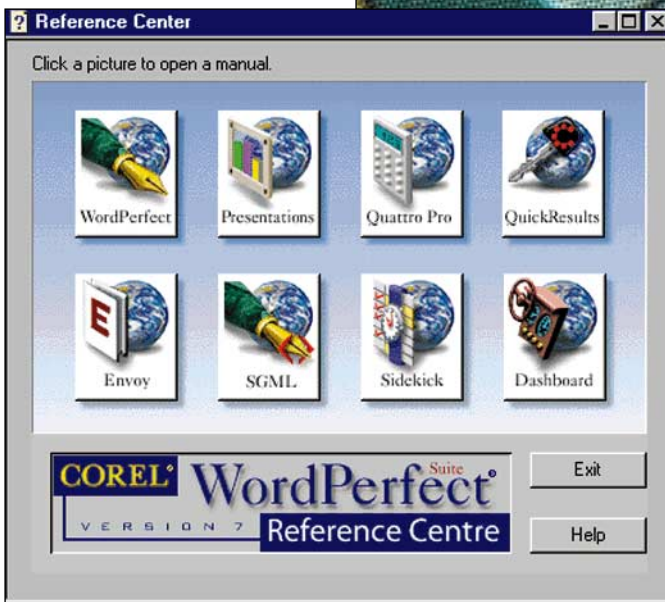 Reference Center
Click a picture to open a manual.
WordPerfect Presentations Quattro Pro QuickResults
Envoy SGML Sidekick Dashboard
COREL WordPerfect Suite
VERSION 7 Reference Centre
Exit
Help